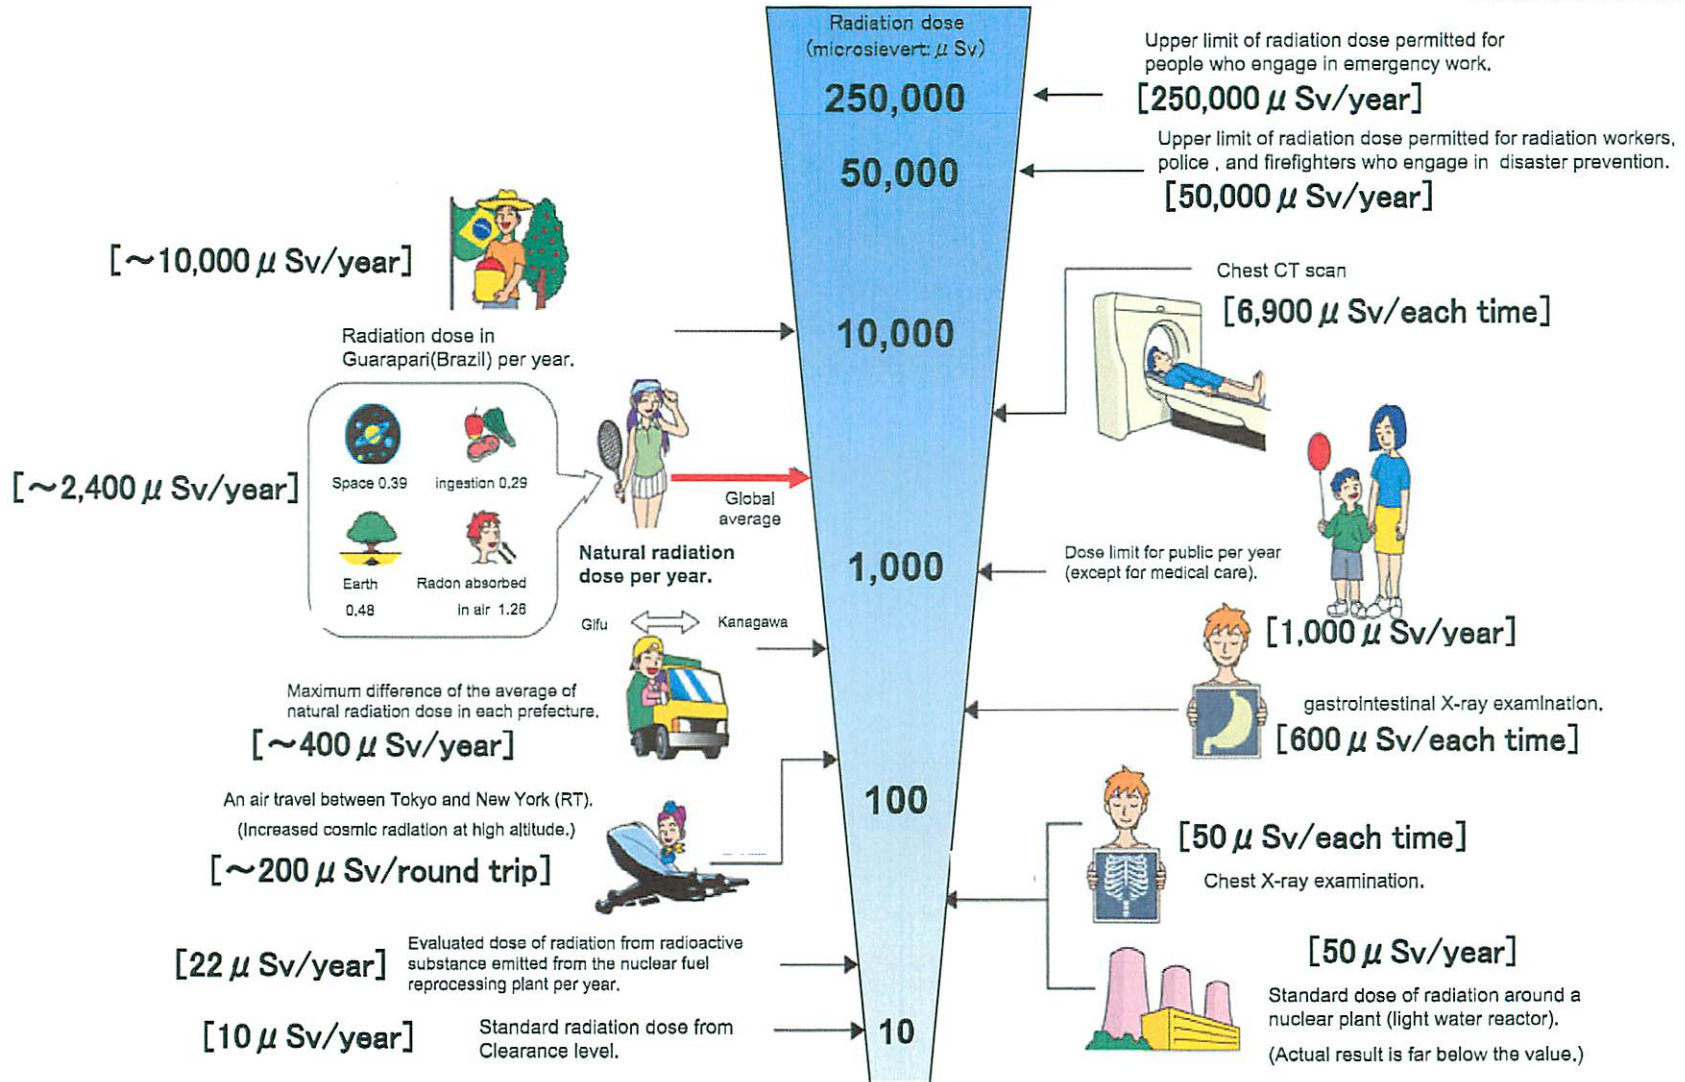 Radiation dose
(microsievert: μ Sv)
250,000
50,000
10,000
1,000
100
10
Upper limit of radiation dose permitted for
people who engage in emergency work.
[250,000 μ Sv/year]
Upper limit of radiation dose permitted for radiation workers,
police , and firefighters who engage in disaster prevention.
[50,000 μ Sv/year]
[~10,000 μ Sv/year]
Radiation dose in
Guarapari(Brazil) per year.
Chest CT scan
[6,900 μ Sv/each time]
[~2,400 μ Sv/year]
Space 0.39
ingestion 0.29
Earth
0.48
Radon absorbed
in air 1.26
Global
average
Natural radiation
dose per year.
Dose limit for public per year
(except for medical care).
[1,000 μ Sv/year]
Gifu
Kanagawa
Maximum difference of the average of
natural radiation dose in each prefecture.
[~400 μ Sv/year]
gastrointestinal X-ray examination.
[600 μ Sv/each time]
An air travel between Tokyo and New York (RT).
(Increased cosmic radiation at high altitude.)
[~200 μ Sv/round trip]
[50 μ Sv/each time]
Chest X-ray examination.
[22 μ Sv/year]
Evaluated dose of radiation from radioactive
substance emitted from the nuclear fuel
reprocessing plant per year.
[50 μ Sv/year]
Standard dose of radiation around a
nuclear plant (light water reactor).
(Actual result is far below the value.)
[10 μ Sv/year]
Standard radiation dose from
Clearance level.